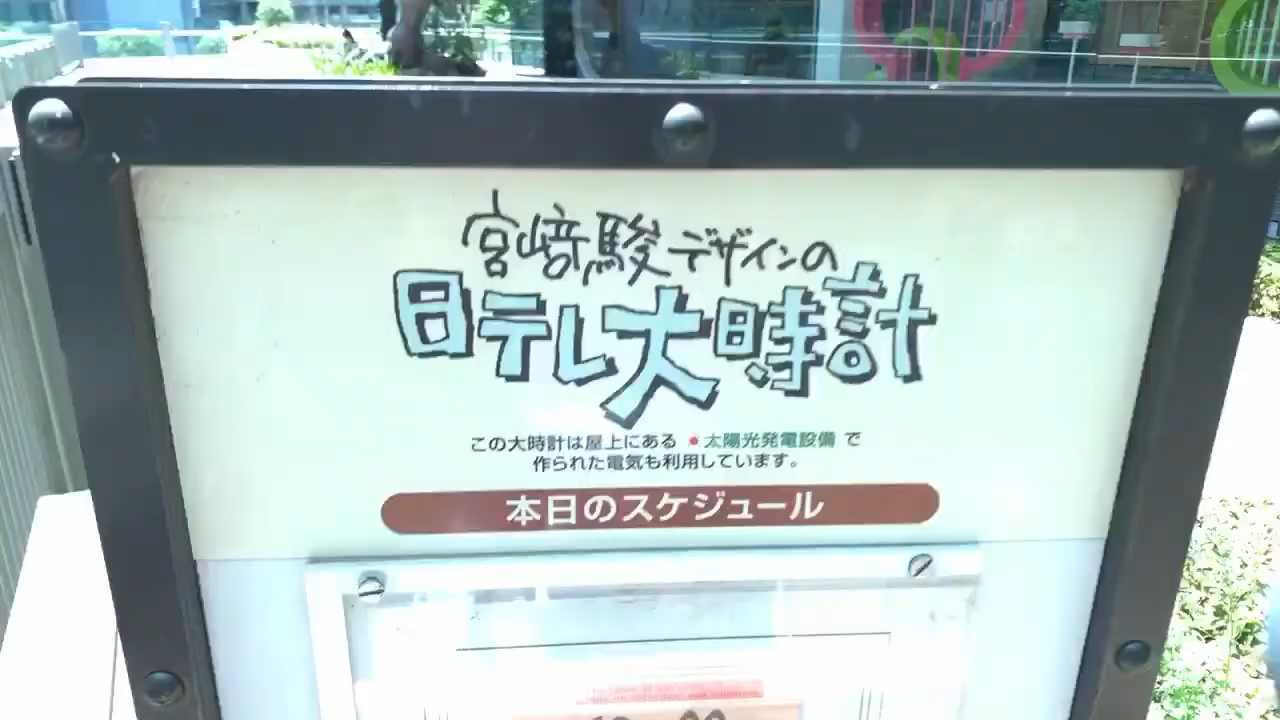 宮﨑駿デザインの
日テレ大時計
この大時計は屋上にある ☀太陽光発電設備 で
作られた電気も利用しています。
本日のスケジュール